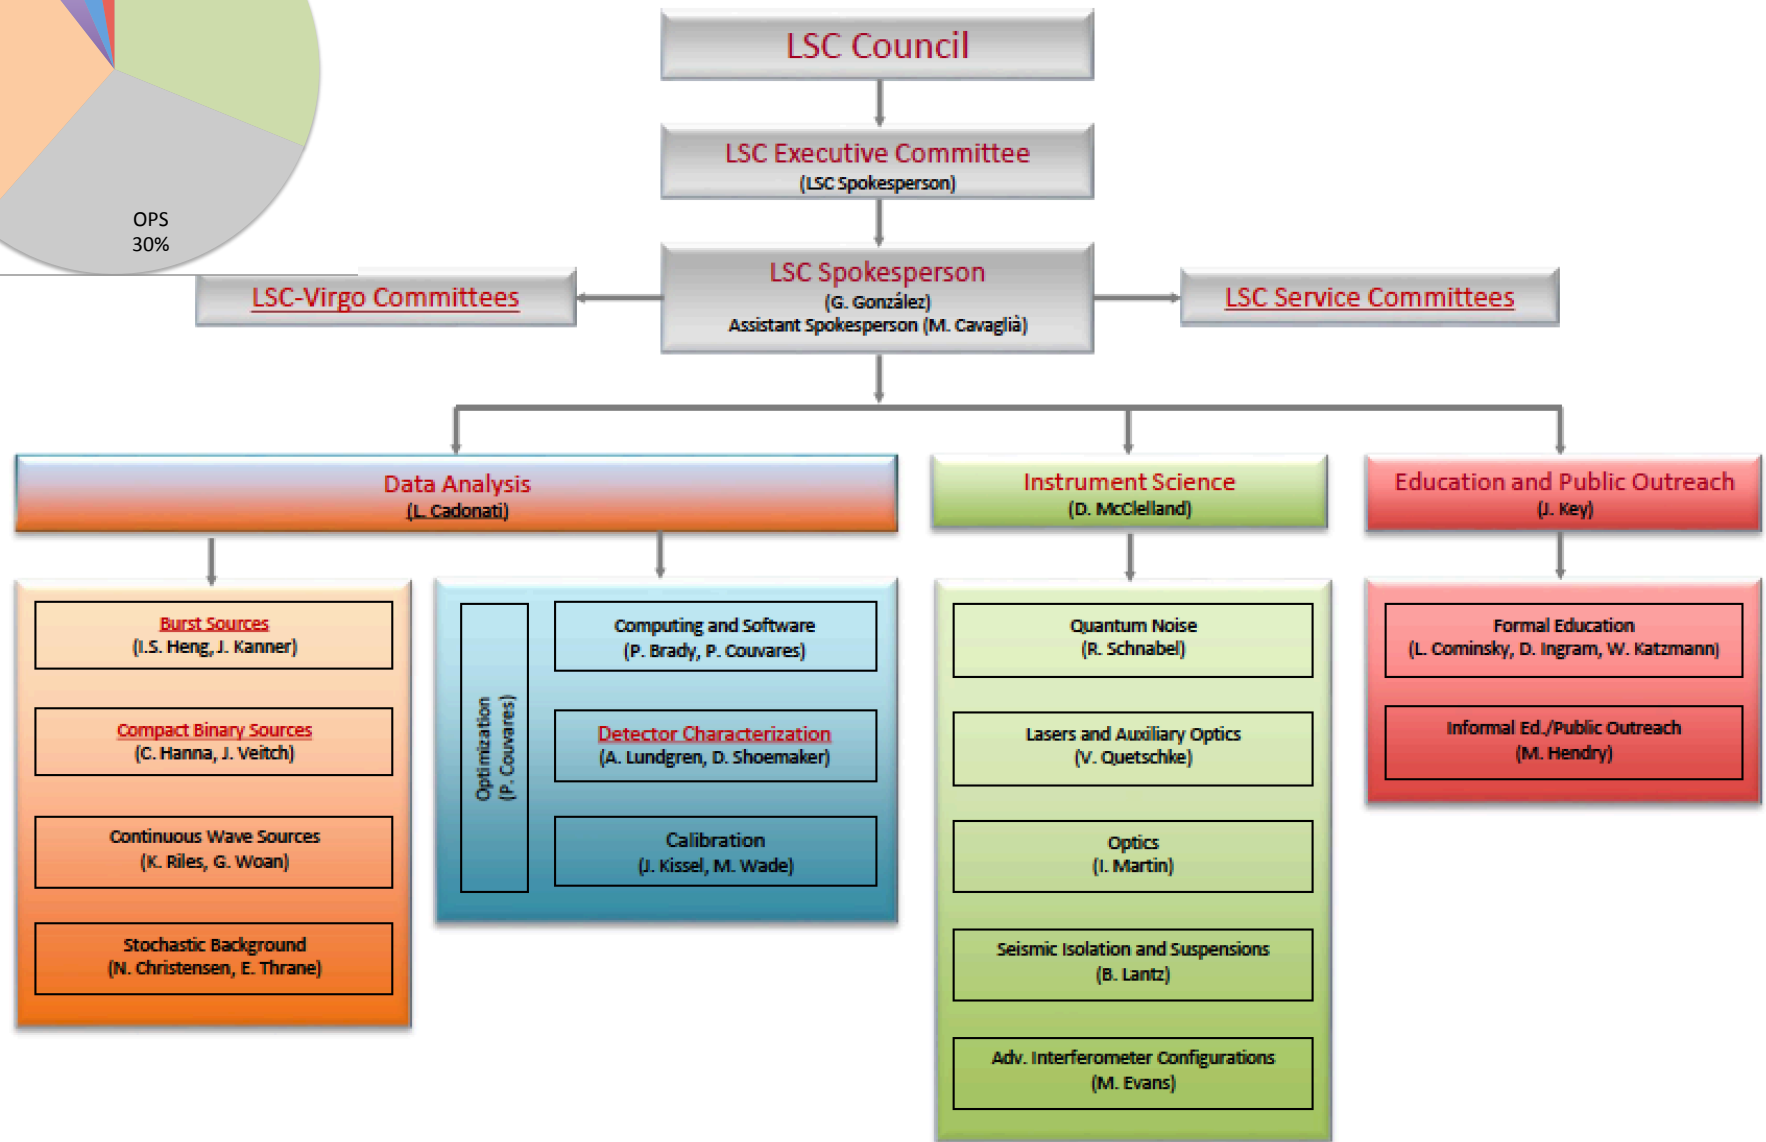 OPS
30%
LSC Council
LSC Executive Committee
(LSC Spokesperson)
LSC Spokesperson
(G. González)
Assistant Spokesperson (M. Cavaglià)
LSC-Virgo Committees
LSC Service Committees
Data Analysis
(L. Cadonati)
Instrument Science
(D. McClelland)
Education and Public Outreach
(J. Key)
Burst Sources
(I.S. Heng, J. Kanner)
Compact Binary Sources
(C. Hanna, J. Veitch)
Continuous Wave Sources
(K. Riles, G. Woan)
Stochastic Background
(N. Christensen, E. Thrane)
Optimization
(P. Couvares)
Computing and Software
(P. Brady, P. Couvares)
Detector Characterization
(A. Lundgren, D. Shoemaker)
Calibration
(J. Kissel, M. Wade)
Quantum Noise
(R. Schnabel)
Lasers and Auxiliary Optics
(V. Quetschke)
Optics
(I. Martin)
Seismic Isolation and Suspensions
(B. Lantz)
Adv. Interferometer Configurations
(M. Evans)
Formal Education
(L. Cominsky, D. Ingram, W. Katzmann)
Informal Ed./Public Outreach
(M. Hendry)